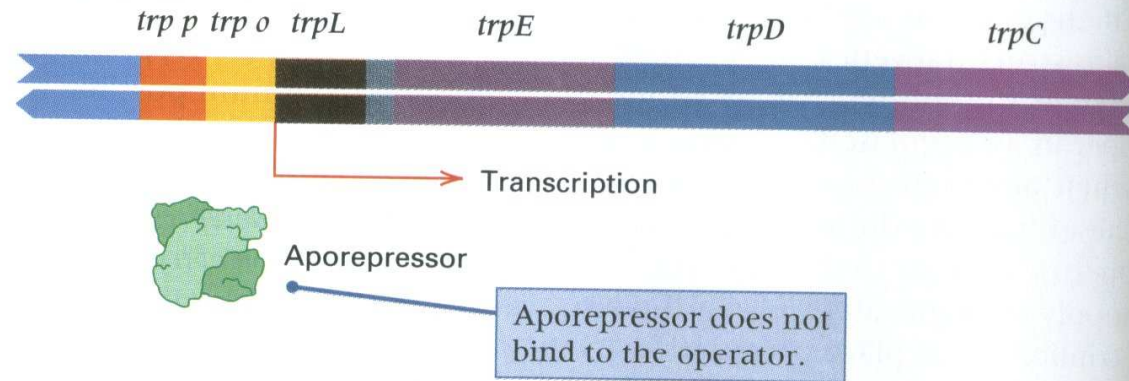 trp p trp o trpL trpE trpD trpC
Transcription
Aporepressor
Aporepressor does not
bind to the operator.